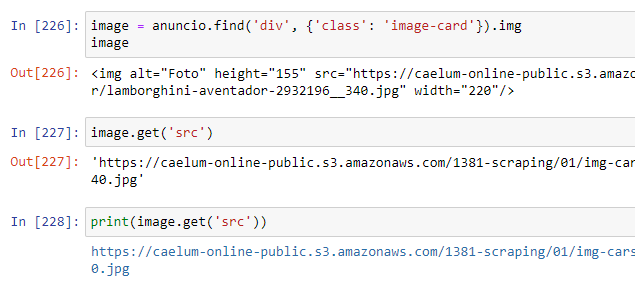 In [226]: image = anuncio.find('div', {'class': 'image-card'}).img
image
Out[226]: <img alt="Foto" height="155" src="https://caelum-online-public.s3.amazo
r/lamborghini-aventador-2932196__340.jpg" width="220"/>
In [227]: image.get('src')
Out[227]: 'https://caelum-online-public.s3.amazonaws.com/1381-scraping/01/img-car
40.jpg'
In [228]: print(image.get('src'))
https://caelum-online-public.s3.amazonaws.com/1381-scraping/01/img-cars
0.jpg